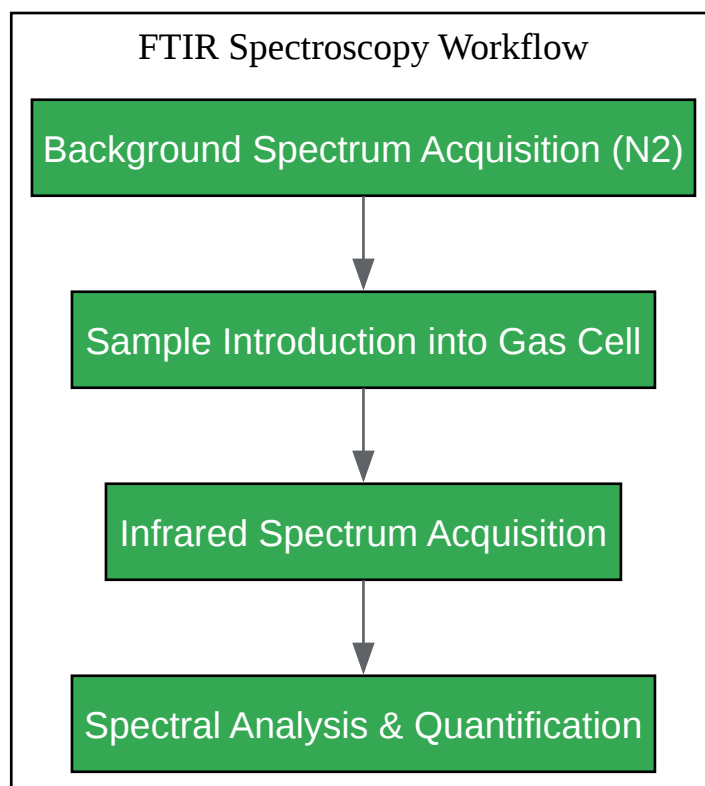 FTIR Spectroscopy Workflow
Background Spectrum Acquisition (N2)
Sample Introduction into Gas Cell
Infrared Spectrum Acquisition
Spectral Analysis & Quantification